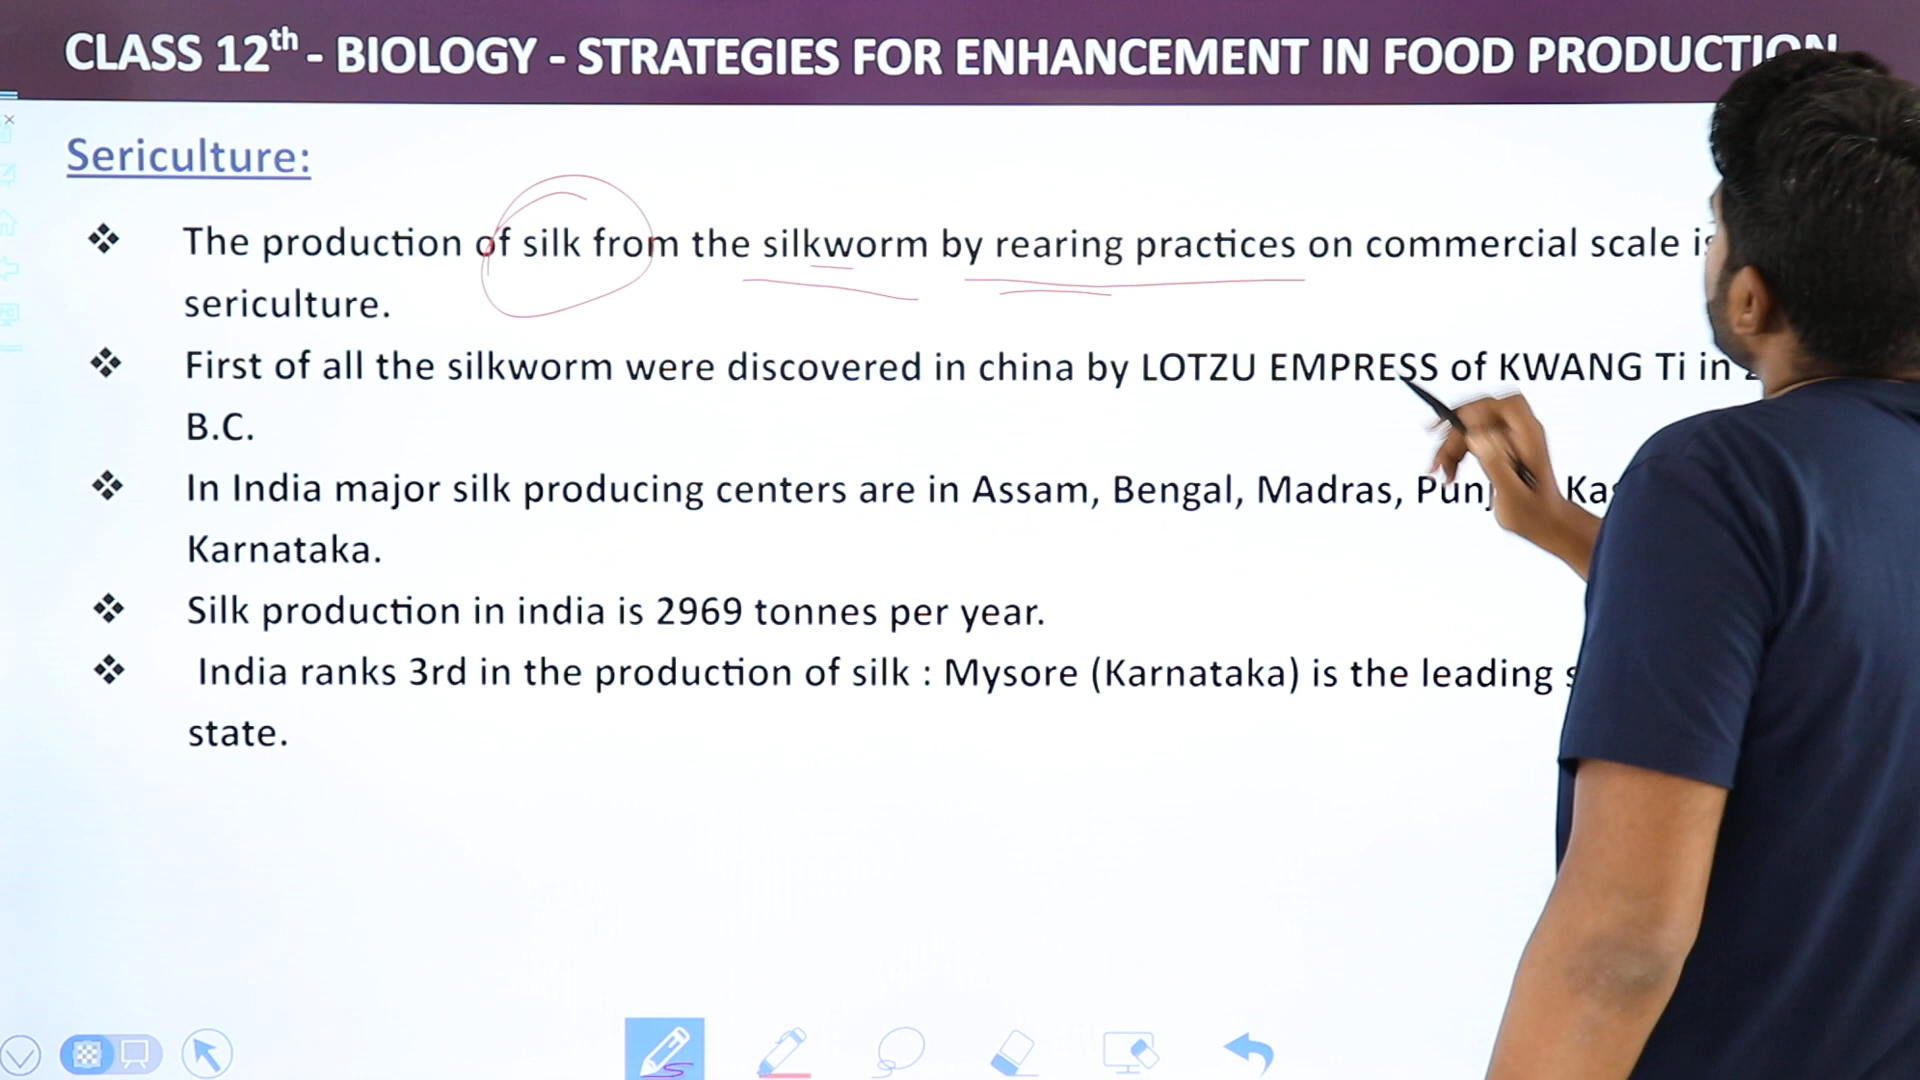 CLASS 12th - BIOLOGY - STRATEGIES FOR ENHANCEMENT IN FOOD PRODUCTION
Sericulture:
❖ The production of silk from the silkworm by rearing practices on commercial scale is
sericulture.
❖ First of all the silkworm were discovered in china by LOTZU EMPRESS of KWANG Ti in
B.C.
❖ In India major silk producing centers are in Assam, Bengal, Madras,
Karnataka.
❖ Silk production in india is 2969 tonnes per year.
❖ India ranks 3rd in the production of silk : Mysore (Karnataka) is the leading
state.